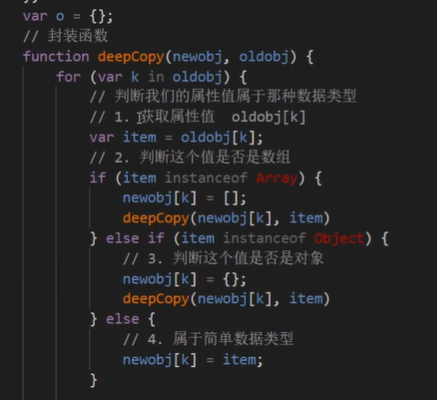 };
var o = {};
// 封装函数
function deepCopy(newobj, oldobj) {
for (var k in oldobj) {
// 判断我们的属性值属于那种数据类型
// 1. 获取属性值 oldobj[k]
var item = oldobj[k];
// 2. 判断这个值是否是数组
if (item instanceof Array) {
newobj[k] = [];
deepCopy(newobj[k], item)
} else if (item instanceof Object) {
// 3. 判断这个值是否是对象
newobj[k] = {};
deepCopy(newobj[k], item)
} else {
// 4. 属于简单数据类型
newobj[k] = item;
}